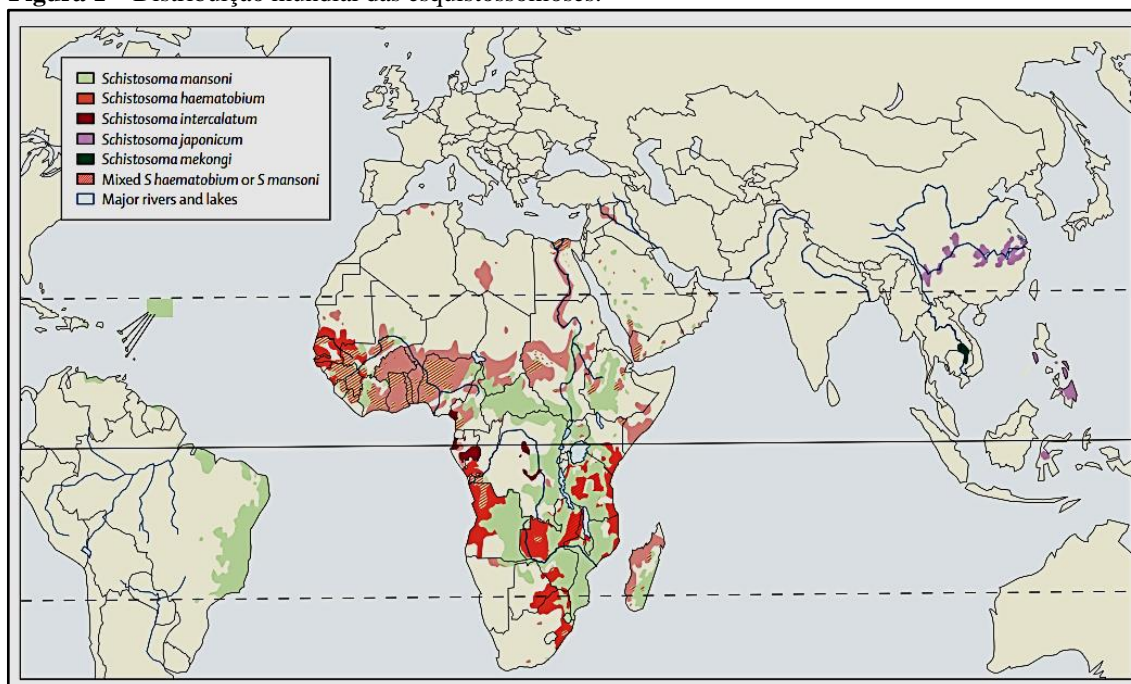 Figura 1 – Distribuição mundial das esquistossomoses.
Schistosoma mansoni
Schistosoma haematobium
Schistosoma intercalatum
Schistosoma japonicum
Schistosoma mekongi
Mixed S haematobium or S mansoni
Major rivers and lakes